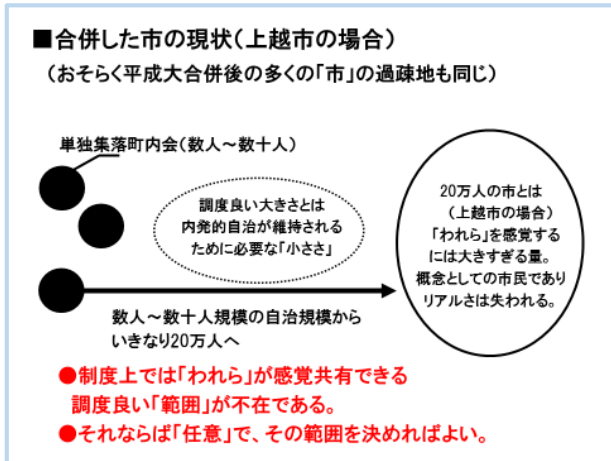 ■合併した市の現状(上越市の場合)
(おそらく平成大合併後の多くの「市」の過疎地も同じ)
単独集落町内会(数人~数十人)
調度良い大きさとは
内発的自治が維持される
ために必要な「小ささ」
20万人の市とは
(上越市の場合)
「われら」を感覚する
には大きすぎる量。
概念としての市民であり
リアルさは失われる。
数人~数十人規模の自治規模から
いきなり20万人へ
●制度上では「われら」が感覚共有できる
調度良い「範囲」が不在である。
●それならば「任意」で、その範囲を決めればよい。